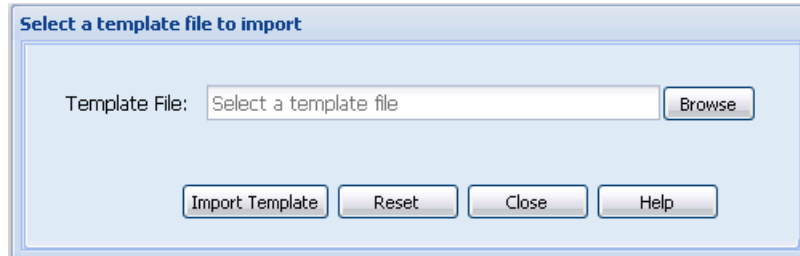 Select a template file to import
Template File: Select a template file Browse
Import Template Reset Close Help